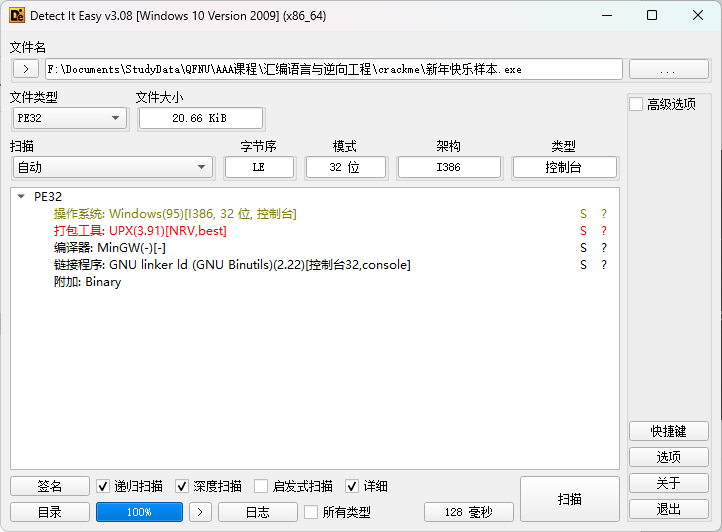 Detect It Easy v3.08 [Windows 10 Version 2009] (x86_64)
文件名
> F:\Documents\StudyData\QFNU\AAA课程\汇编语言与逆向工程\crackme\新年快乐样本.exe ...
文件类型 文件大小 高级选项
PE32 20.66 KiB
扫描 字节序 模式 架构 类型
自动 LE 32 位 I386 控制台
PE32
操作系统: Windows(95)[I386, 32 位, 控制台] S ?
打包工具: UPX(3.91)[NRV,best] S ?
编译器: MinGW(-)[-] S ?
链接程序: GNU linker ld (GNU Binutils)(2.22)[控制台32,console] S ?
附加: Binary
快捷键
选项
签名 递归扫描 深度扫描 启发式扫描 详细 扫描 关于
目录 100% > 日志 所有类型 128 毫秒 退出